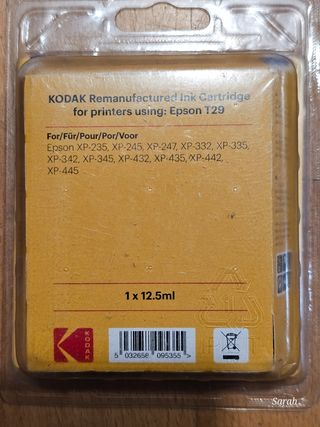 KODAK Remanufactured Ink Cartridge
for printers using: Epson T29
For/Für/Pour/Por/Voor
Epson XP-235, XP-245, XP-247, XP-332, XP-335,
XP-342, XP-345, XP-432, XP-435, XP-442,
XP-445
1 x 12.5ml
KODAK
5 032656 095355 >
Sarah